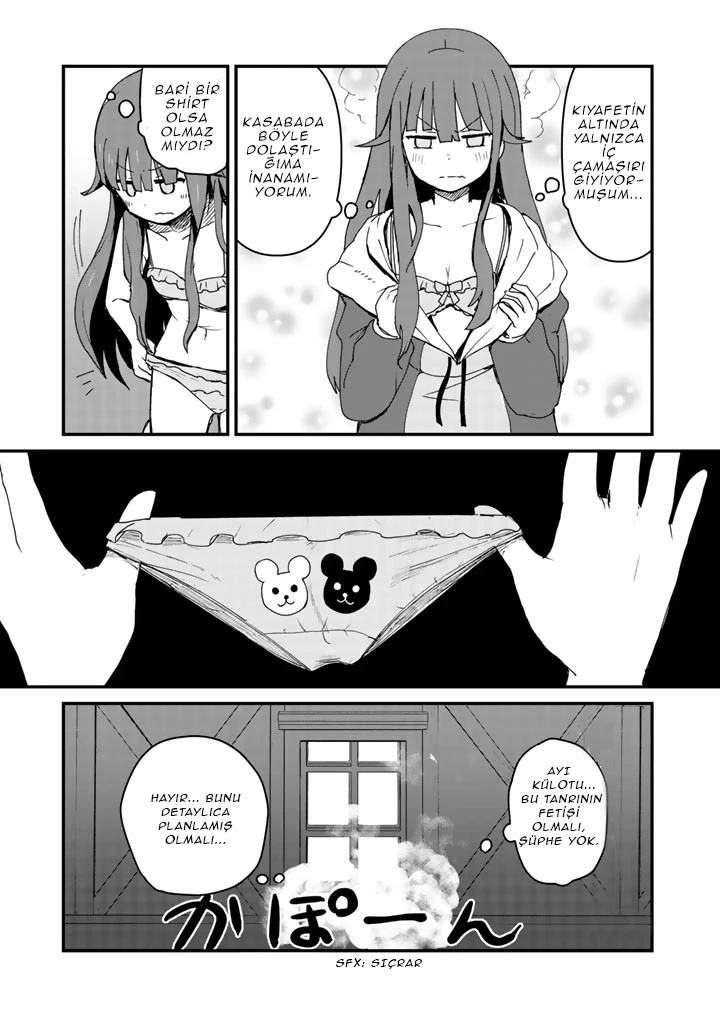 KIYAFETİN
ALTINDA
YALNIZCA
İÇ
ÇAMAŞIRI
GİYİYOR-
MUŞUM...
KASABADA
BÖYLE
DOLAŞTI-
ĞIMA
İNANAMI-
YORUM.
BARİ BİR
SHIRT
OLSA
OLMAZ
MIYDI?
AYI
KÜLOTU...
BU TANRININ
FETİŞİ
OLMALI,
ŞÜPHE YOK.
HAYIR... BUNU
DETAYLICA
PLANLAMIŞ
OLMALI...
かぽーん
SFX: SIÇRAR